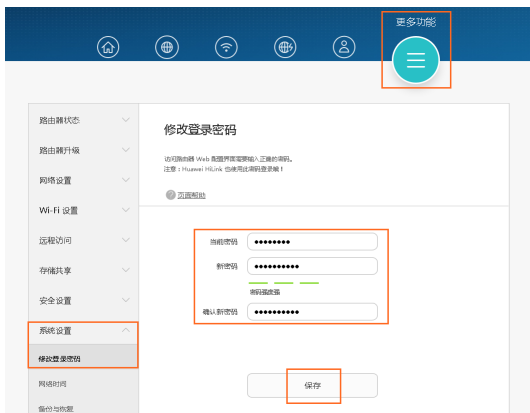 更多功能
路由器状态
路由器升级
网络设置
Wi-Fi 设置
远程访问
存储共享
安全设置
系统设置
修改登录密码
网络时间
备份与恢复
修改登录密码
访问路由器 Web 配置界面需要输入正确的密码。
注意：Huawei HiLink 也使用此密码登录哦！
页面帮助
当前密码
新密码
密码强度强
确认新密码
保存